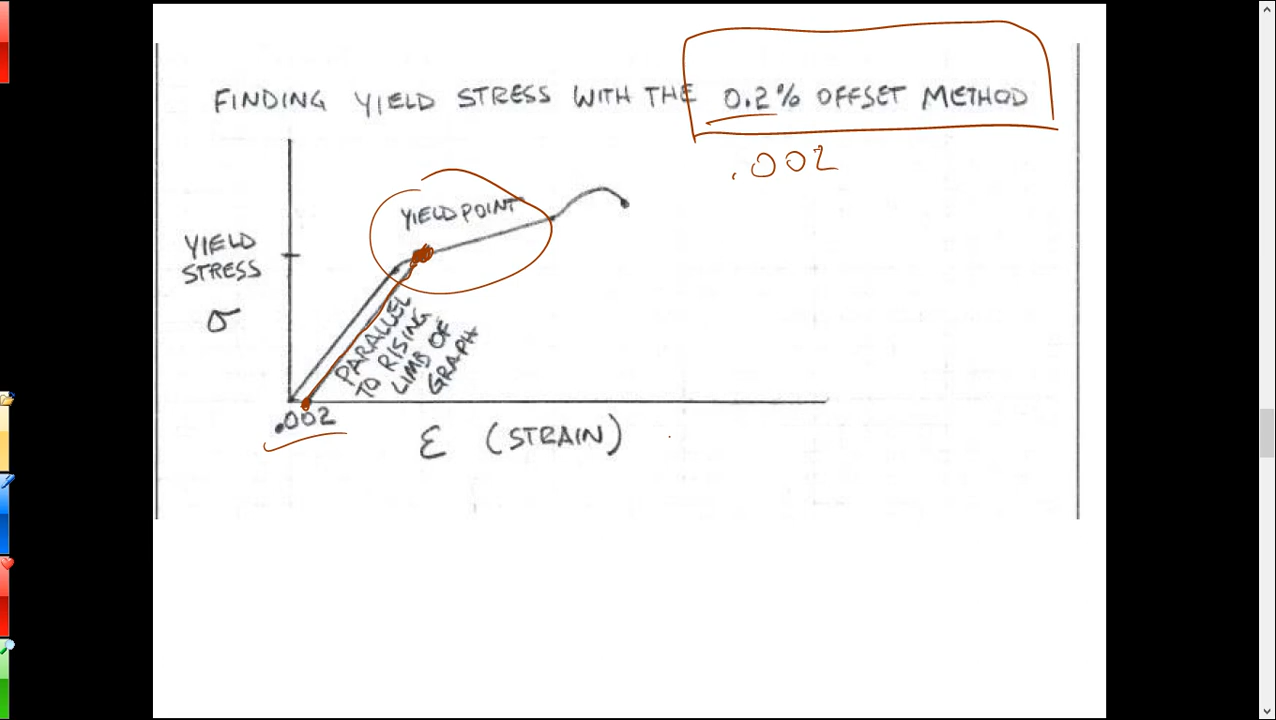 FINDING YIELD STRESS WITH THE 0.2% OFFSET METHOD
.002
YIELD POINT
YIELD
STRESS
σ
PARALLEL
TO RISING
LIMB OF
GRAPH
.002
ε (STRAIN)